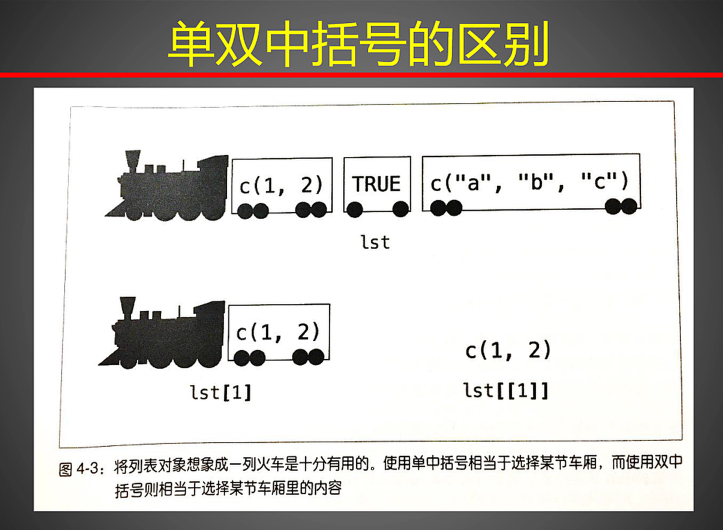 单双中括号的区别
c(1, 2) TRUE c("a", "b", "c")
lst
c(1, 2)
c(1, 2)
lst[1] lst[[1]]
图 4-3：将列表对象想象成一列火车是十分有用的。使用单中括号相当于选择某节车厢，而使用双中
括号则相当于选择某节车厢里的内容